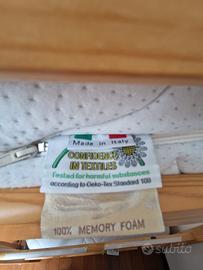 Made in Italy
CONFIDENCE
IN TEXTILES
Tested for harmful substances
according to Oeko-Tex Standard 100
100% MEMORY FOAM
subito